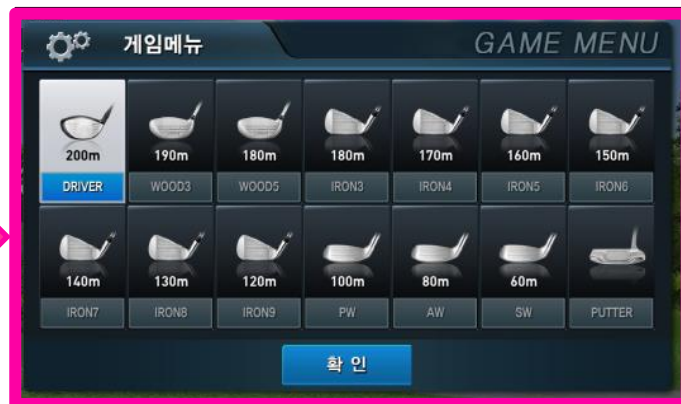 게임메뉴 GAME MENU
200m 190m 180m 180m 170m 160m 150m
DRIVER WOOD3 WOOD5 IRON3 IRON4 IRON5 IRON6
140m 130m 120m 100m 80m 60m
IRON7 IRON8 IRON9 PW AW SW PUTTER
확 인